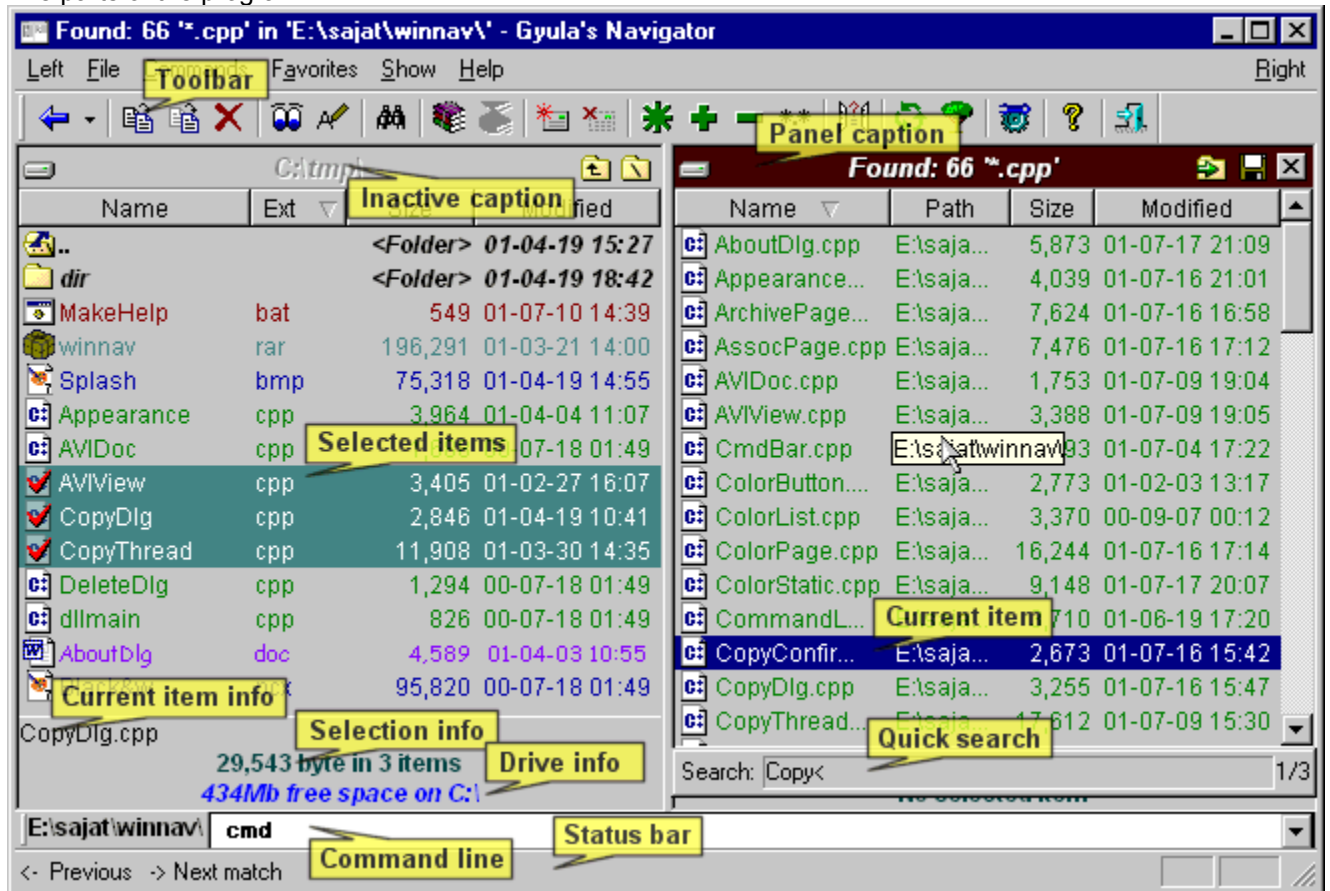 Found: 66 '*.cpp' in 'E:\sajat\winnav\' - Gyula's Navigator
Left File Commands Favorites Show Help Right
Toolbar
Panel caption
C:\tmp\
Found: 66 '*.cpp'
Inactive caption
Name Ext Size Modified
Name Path Size Modified
.. <Folder> 01-04-19 15:27
dir <Folder> 01-04-19 18:42
MakeHelp bat 549 01-07-10 14:39
winnav rar 196,291 01-03-21 14:00
Splash bmp 75,318 01-04-19 14:55
Appearance cpp 3,964 01-04-04 11:07
AVIDoc cpp 00-07-18 01:49
Selected items
AVIView cpp 3,405 01-02-27 16:07
CopyDlg cpp 2,846 01-04-19 10:41
CopyThread cpp 11,908 01-03-30 14:35
DeleteDlg cpp 1,294 00-07-18 01:49
dllmain cpp 826 00-07-18 01:49
AboutDlg doc 4,589 01-04-03 10:55
95,820 00-07-18 01:49
Current item info
CopyDlg.cpp
Selection info
29,543 byte in 3 items
Drive info
434Mb free space on C:\
AboutDlg.cpp E:\saja... 5,873 01-07-17 21:09
Appearance... E:\saja... 4,039 01-07-16 21:01
ArchivePage... E:\saja... 7,624 01-07-16 16:58
AssocPage.cpp E:\saja... 7,476 01-07-16 17:12
AVIDoc.cpp E:\saja... 1,753 01-07-09 19:04
AVIView.cpp E:\saja... 3,388 01-07-09 19:05
CmdBar.cpp E:\sajat\winnav\ 93 01-07-04 17:22
ColorButton.... E:\saja... 2,773 01-02-03 13:17
ColorList.cpp E:\saja... 3,370 00-09-07 00:12
ColorPage.cpp E:\saja... 16,244 01-07-16 17:14
ColorStatic.cpp E:\saja... 9,148 01-07-17 20:07
CommandL... 710 01-06-19 17:20
Current item
CopyConfir... E:\saja... 2,673 01-07-16 15:42
CopyDlg.cpp E:\saja... 3,255 01-07-16 15:47
CopyThread... E:\saja... 17,612 01-07-09 15:30
Quick search
Search: Copy< 1/3
No selected item
E:\sajat\winnav\ cmd
Command line
Status bar
<- Previous -> Next match